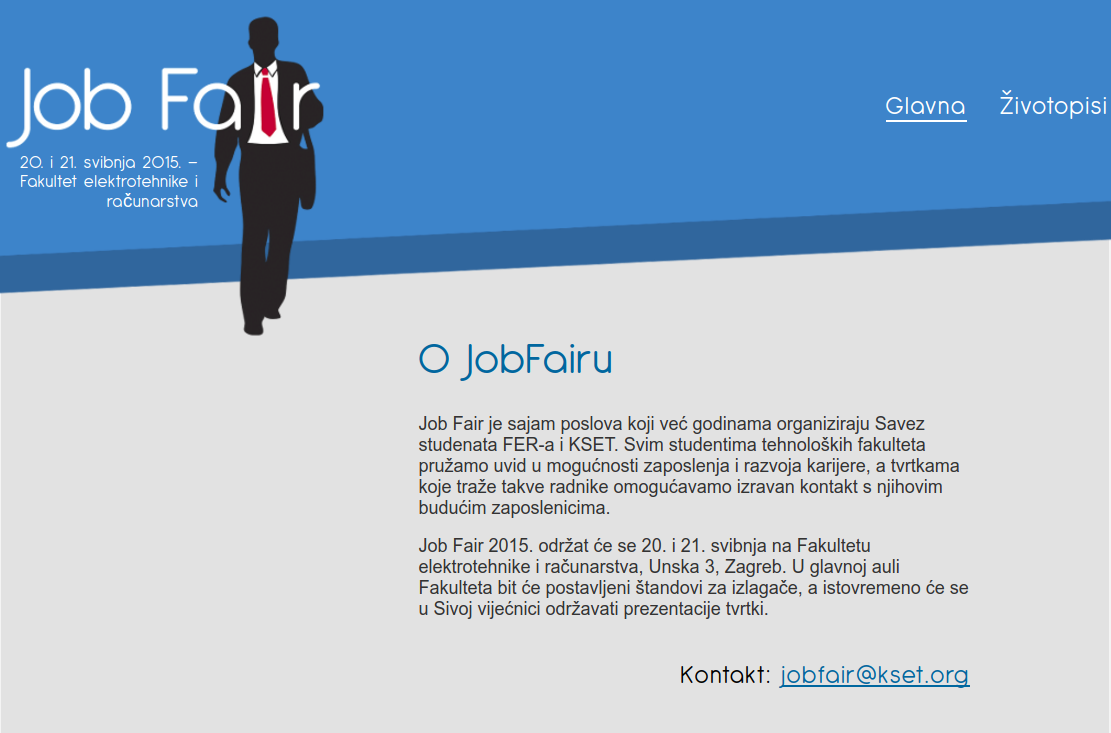 Job Fair
20. i 21. svibnja 2015. –
Fakultet elektrotehnike i
računarstva
Glavna
Životopisi
O JobFairu
Job Fair je sajam poslova koji već godinama organiziraju Savez
studenata FER-a i KSET. Svim studentima tehnoloških fakulteta
pružamo uvid u mogućnosti zaposlenja i razvoja karijere, a tvrtkama
koje traže takve radnike omogućavamo izravan kontakt s njihovim
budućim zaposlenicima.
Job Fair 2015. održat će se 20. i 21. svibnja na Fakultetu
elektrotehnike i računarstva, Unska 3, Zagreb. U glavnoj auli
Fakulteta bit će postavljeni štandovi za izlagače, a istovremeno će se
u Sivoj vijećnici održavati prezentacije tvrtki.
Kontakt: jobfair@kset.org